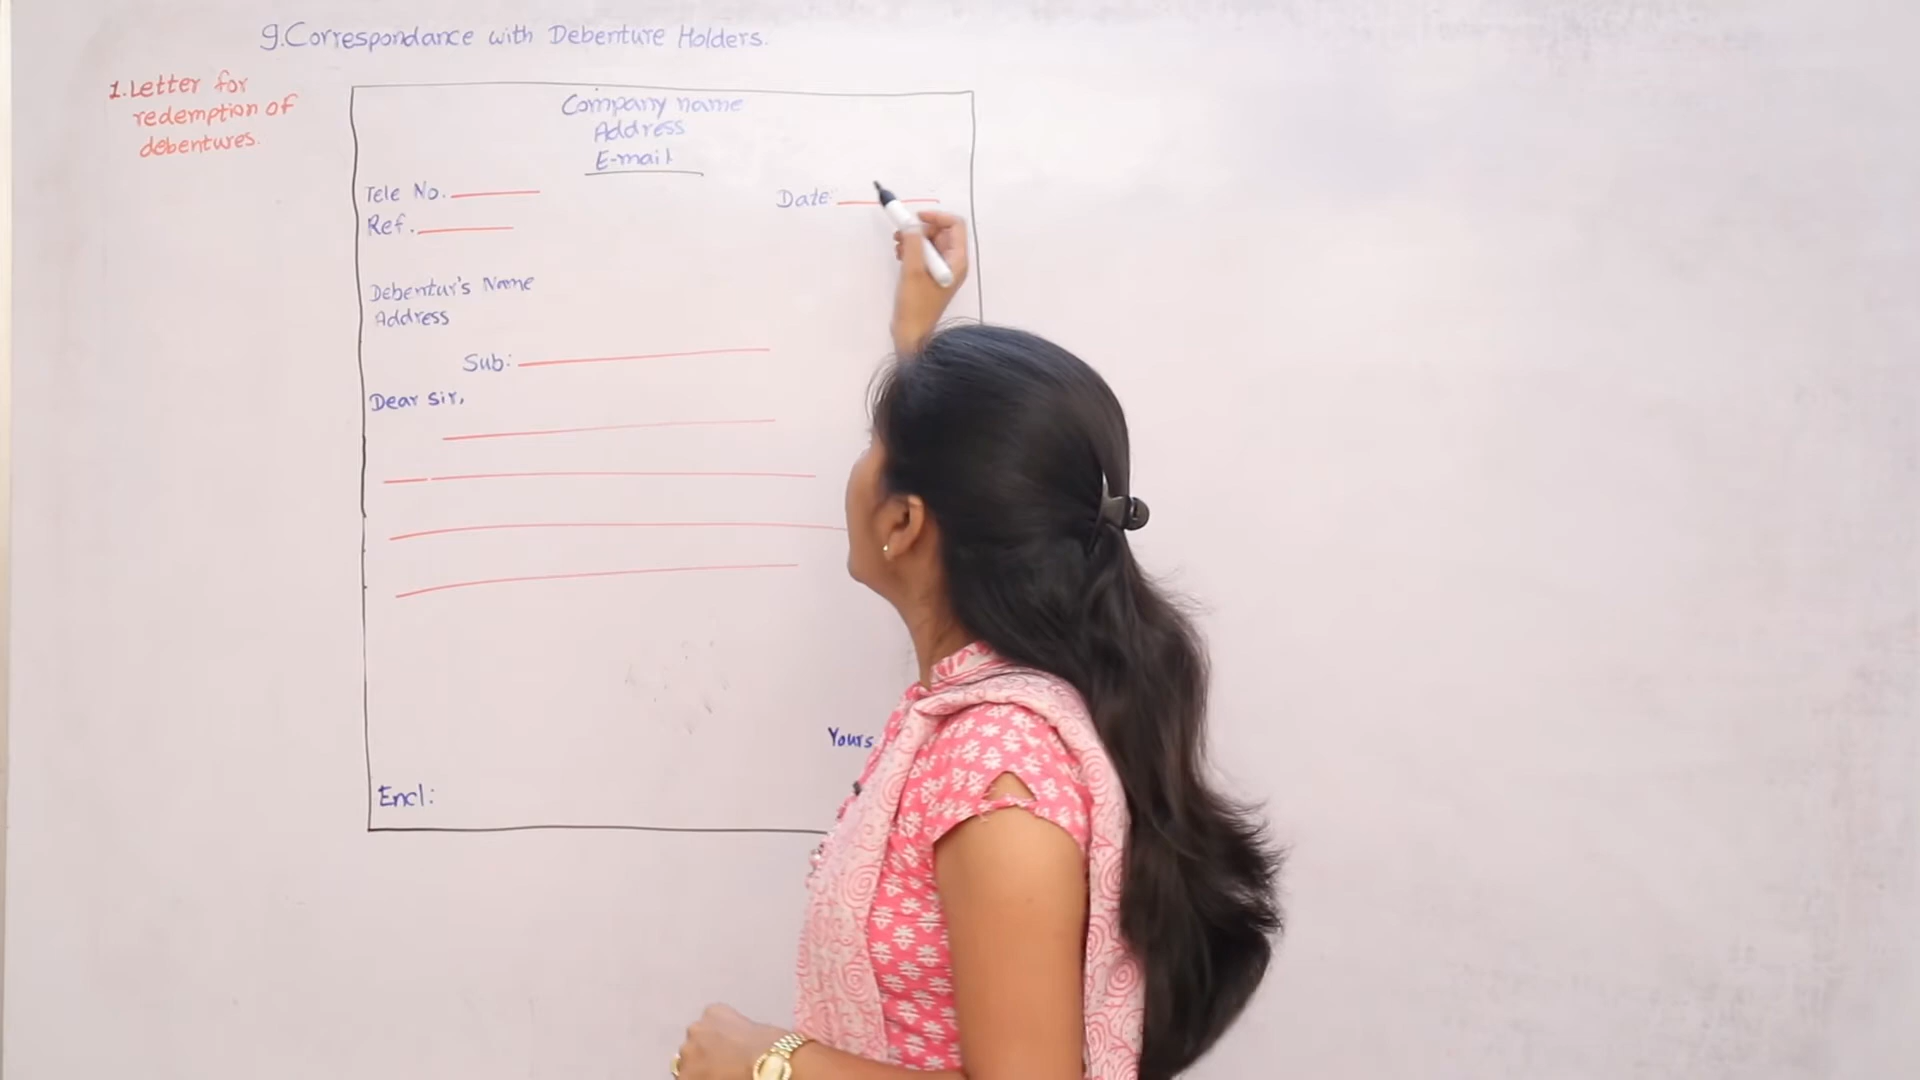 9.Correspondance with Debenture Holders.
1.Letter for
redemption of
debentures.
Company name
Address
E-mail
Tele No.
Date:
Ref.
Debentur's Name
Address
Sub:
Dear Sir,
Yours
Encl: